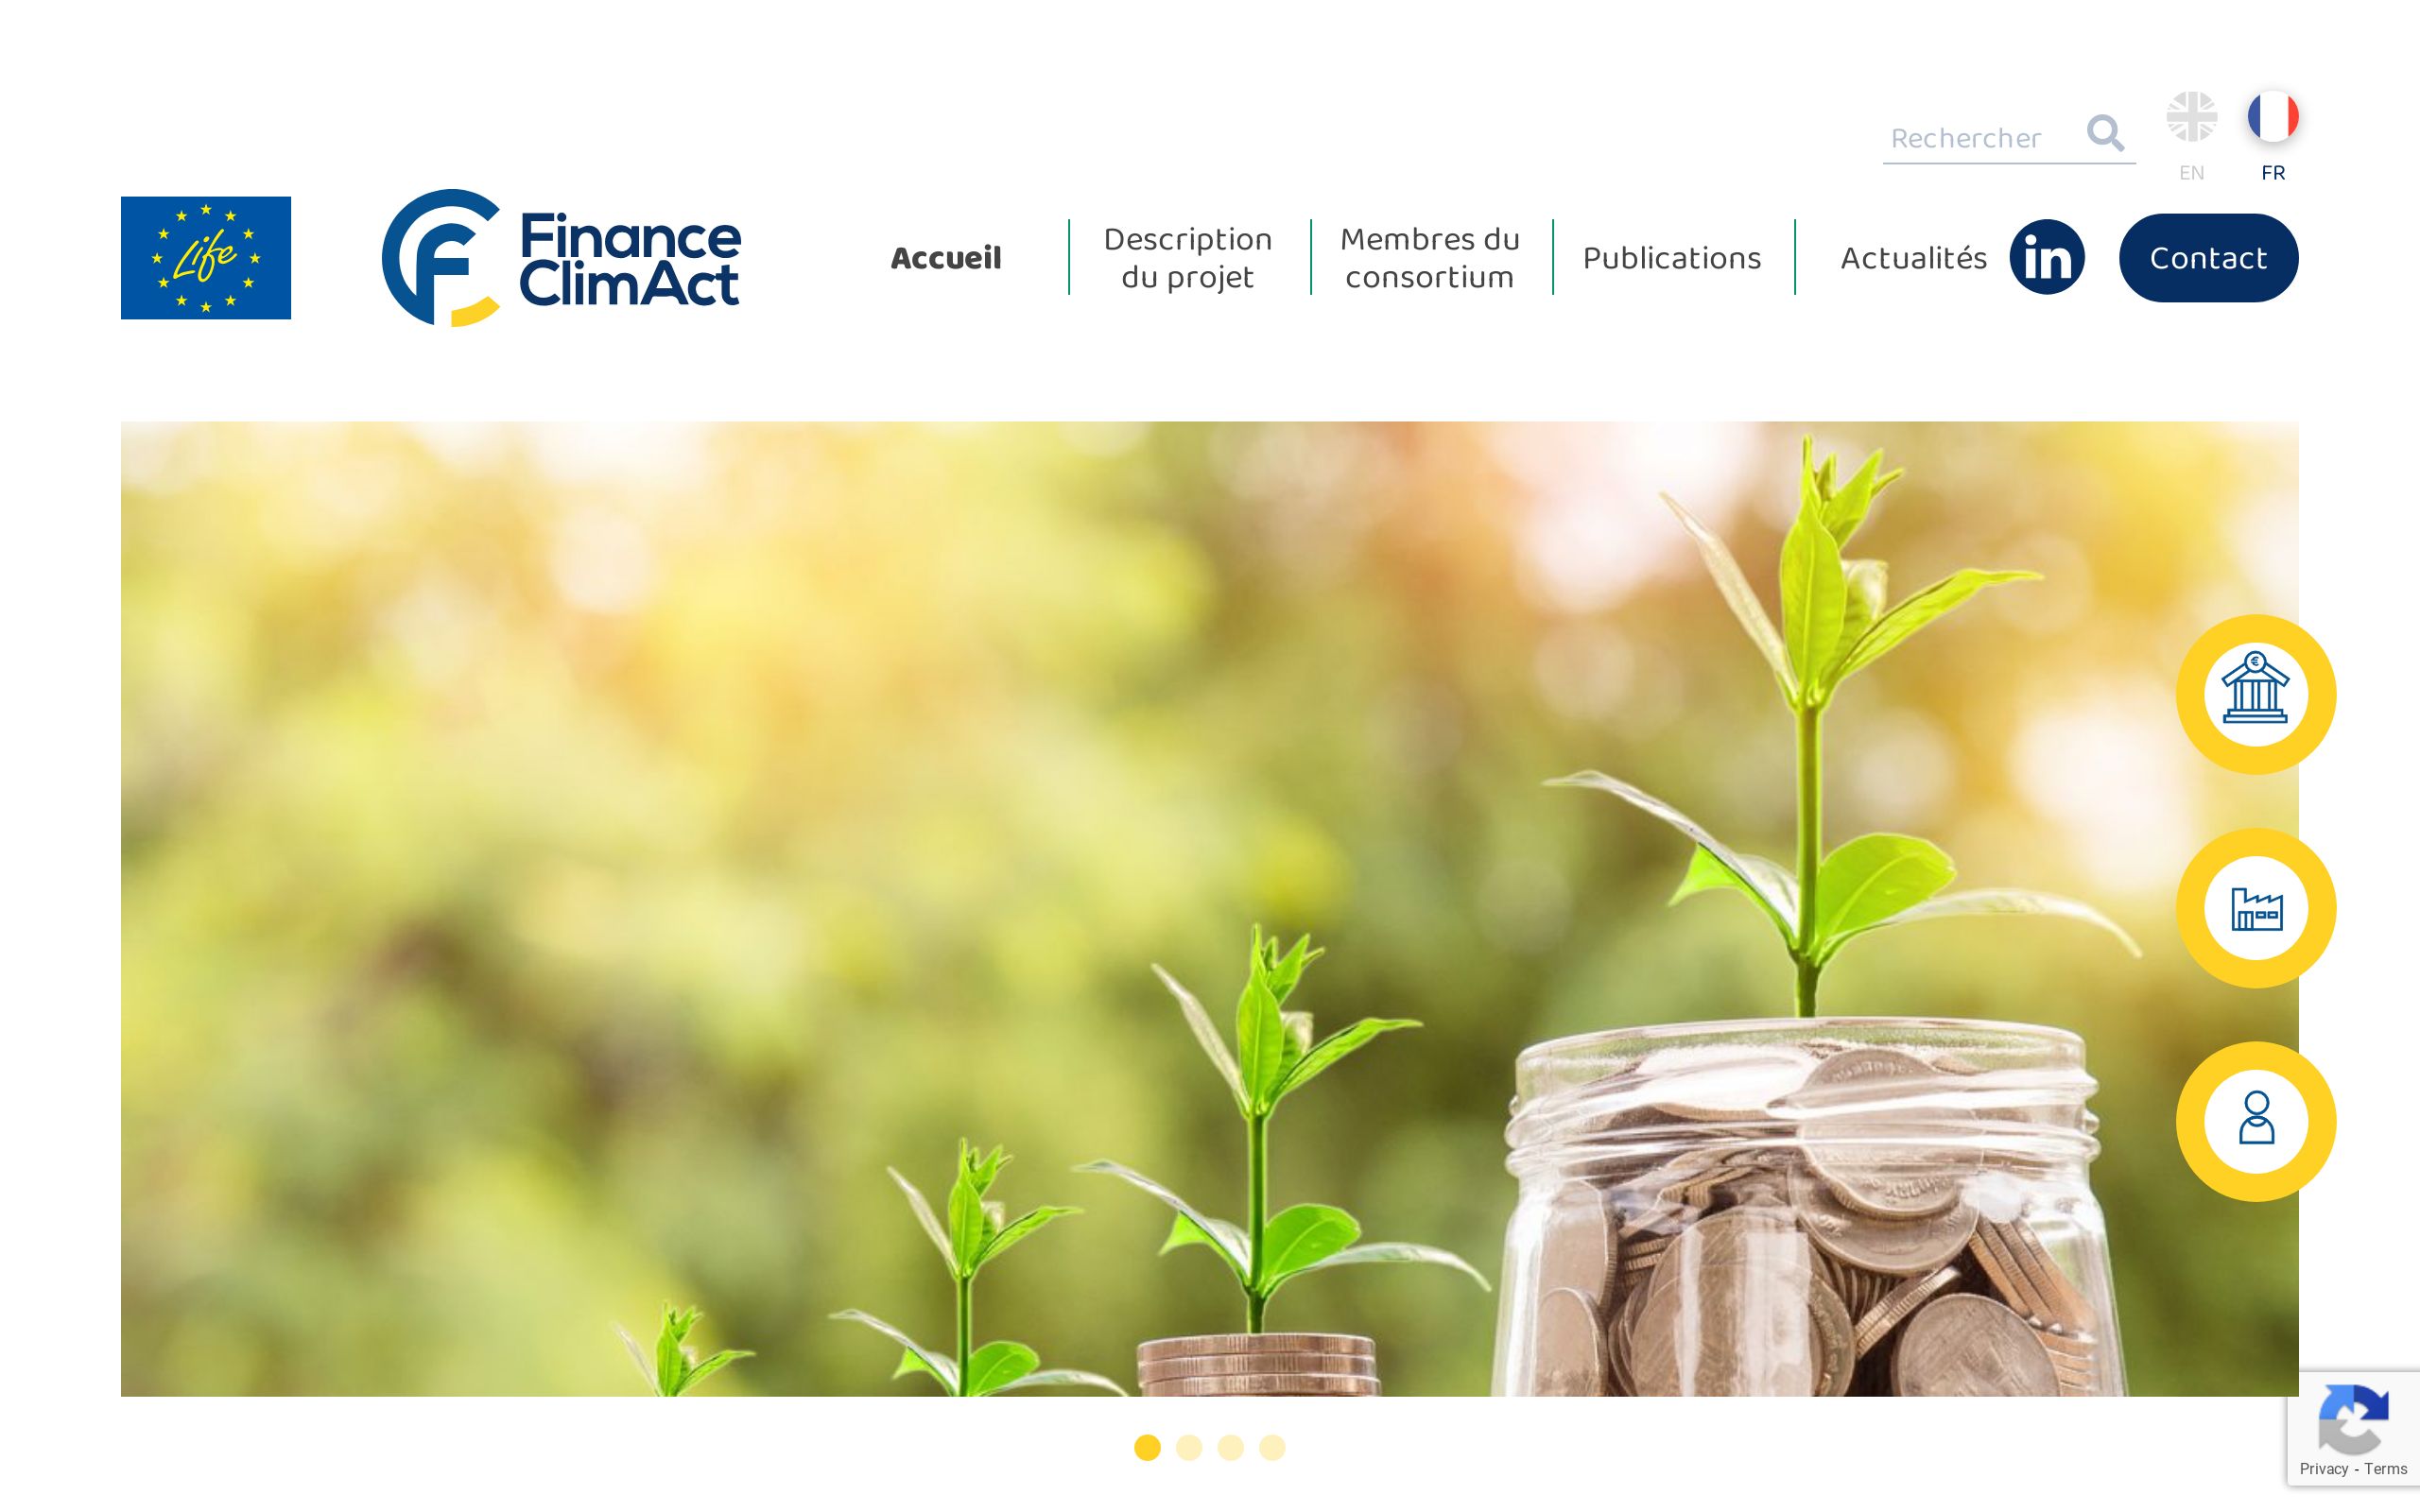 Rechercher
EN
FR
Life
Finance
ClimAct
Accueil
Description
du projet
Membres du
consortium
Publications
Actualités
in
Contact
€
Privacy - Terms